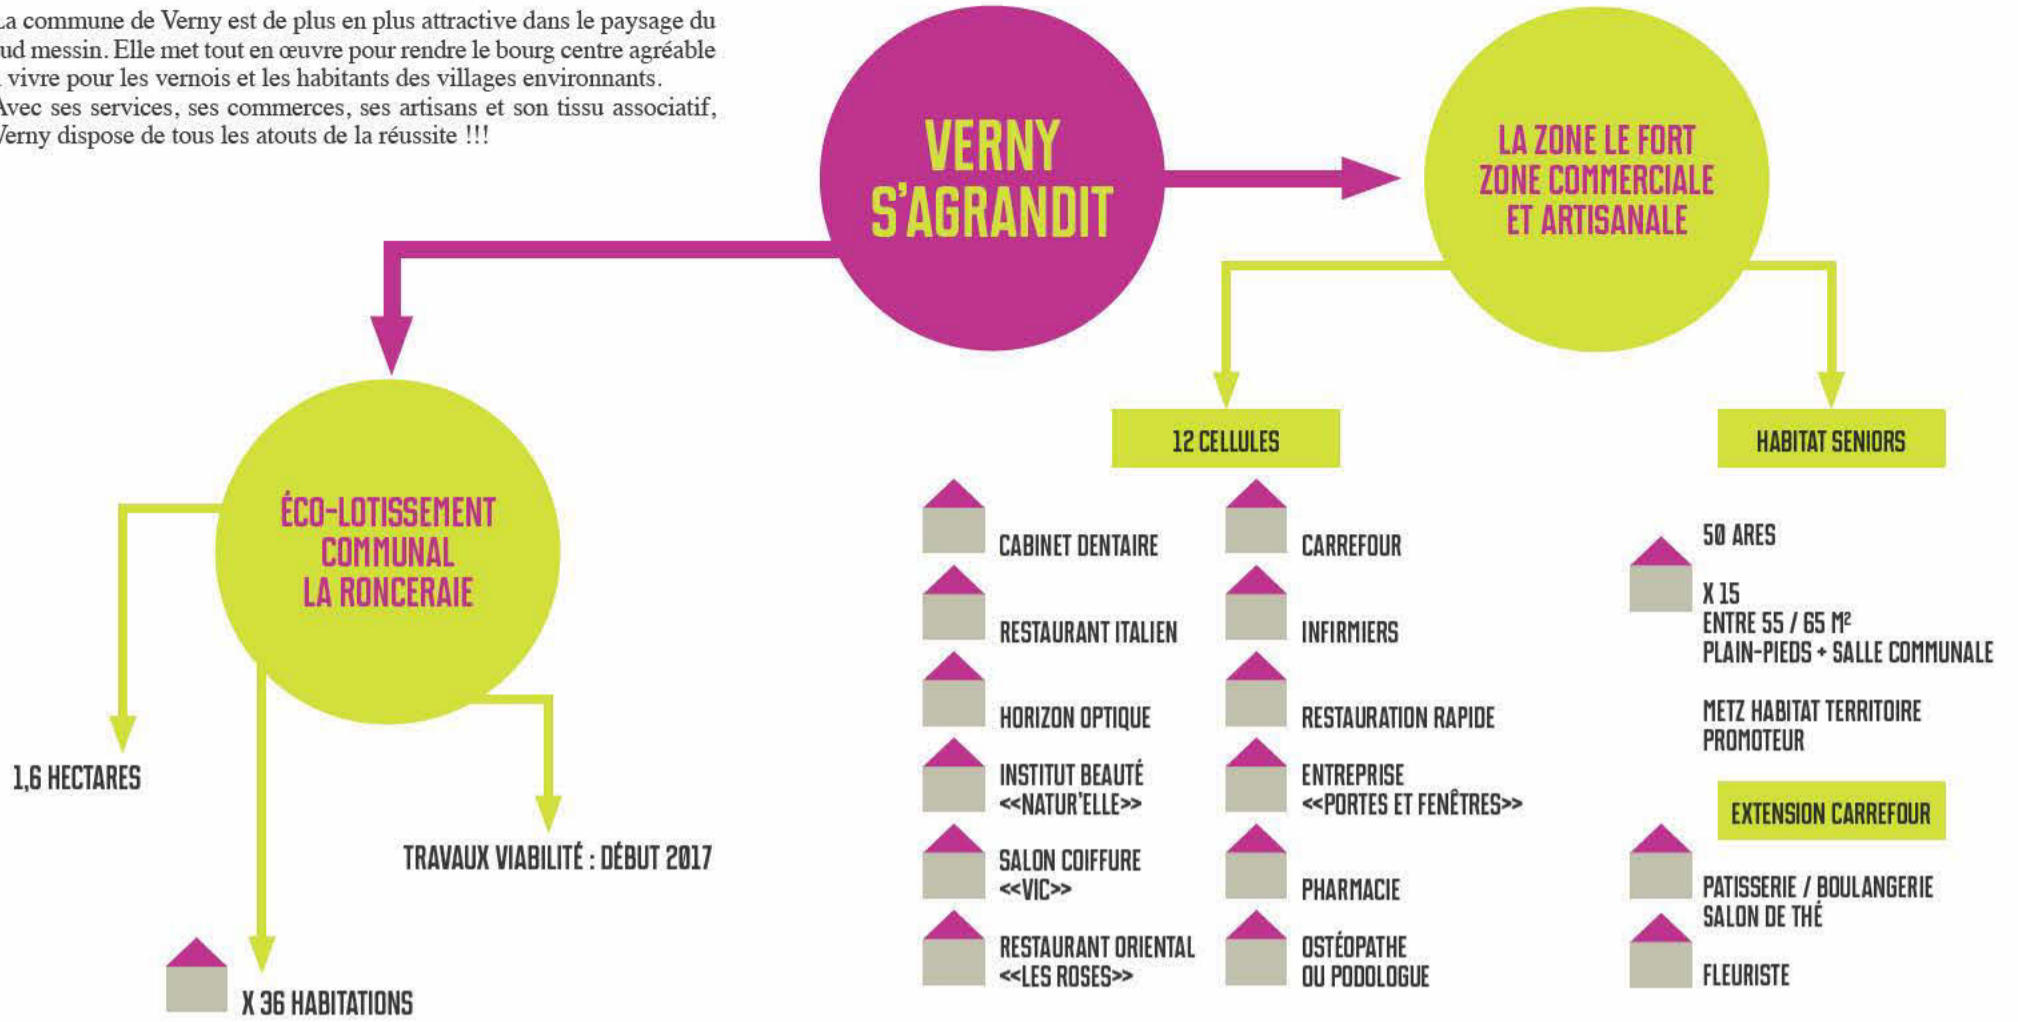 La commune de Verny est de plus en plus attractive dans le paysage du
ud messin. Elle met tout en œuvre pour rendre le bourg centre agréable
vivre pour les vernois et les habitants des villages environnants.
Avec ses services, ses commerces, ses artisans et son tissu associatif,
Verny dispose de tous les atouts de la réussite !!!
VERNY
S'AGRANDIT
LA ZONE LE FORT
ZONE COMMERCIALE
ET ARTISANALE
ÉCO-LOTISSEMENT
COMMUNAL
LA RONCERAIE
1,6 HECTARES
TRAVAUX VIABILITÉ : DÉBUT 2017
X 36 HABITATIONS
12 CELLULES
CABINET DENTAIRE
RESTAURANT ITALIEN
HORIZON OPTIQUE
INSTITUT BEAUTÉ
<<NATUR'ELLE>>
SALON COIFFURE
<<VIC>>
RESTAURANT ORIENTAL
<<LES ROSES>>
CARREFOUR
INFIRMIERS
RESTAURATION RAPIDE
ENTREPRISE
<<PORTES ET FENÊTRES>>
PHARMACIE
OSTÉOPATHE
OU PODOLOGUE
HABITAT SENIORS
50 ARES
X 15
ENTRE 55 / 65 M²
PLAIN-PIEDS + SALLE COMMUNALE
METZ HABITAT TERRITOIRE
PROMOTEUR
EXTENSION CARREFOUR
PATISSERIE / BOULANGERIE
SALON DE THÉ
FLEURISTE